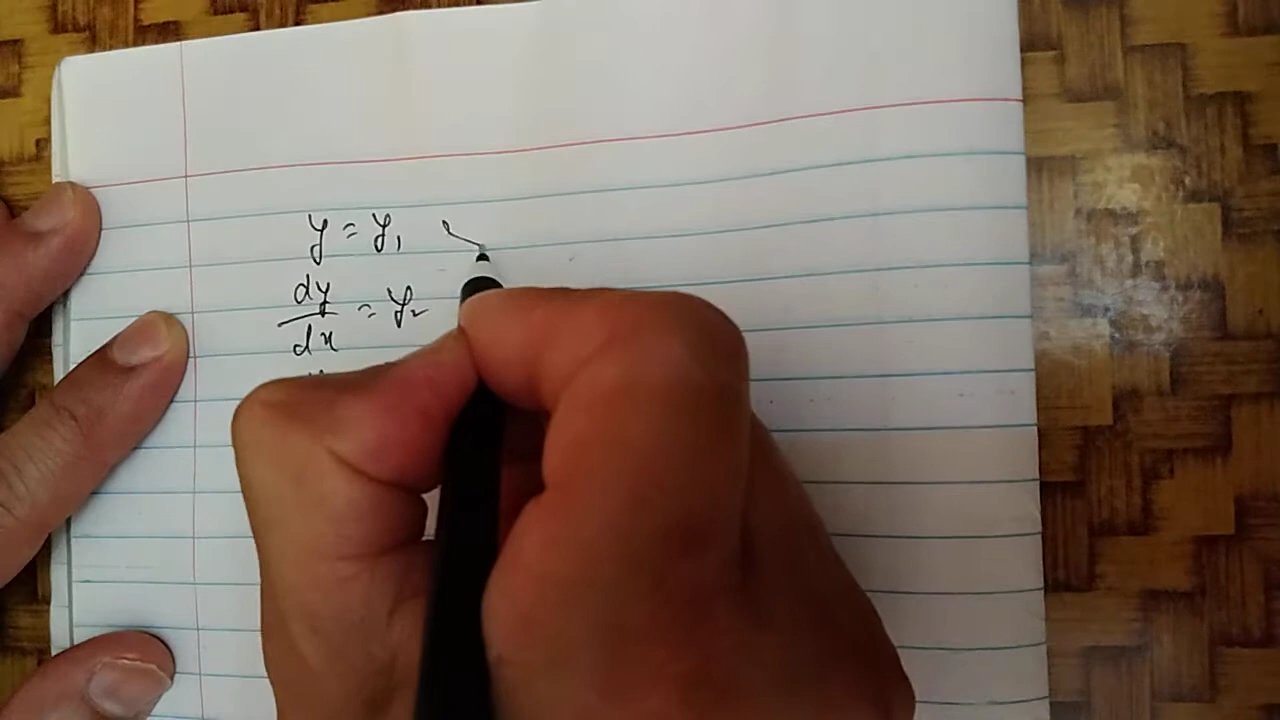 y = y₁
dy/dx = y₂